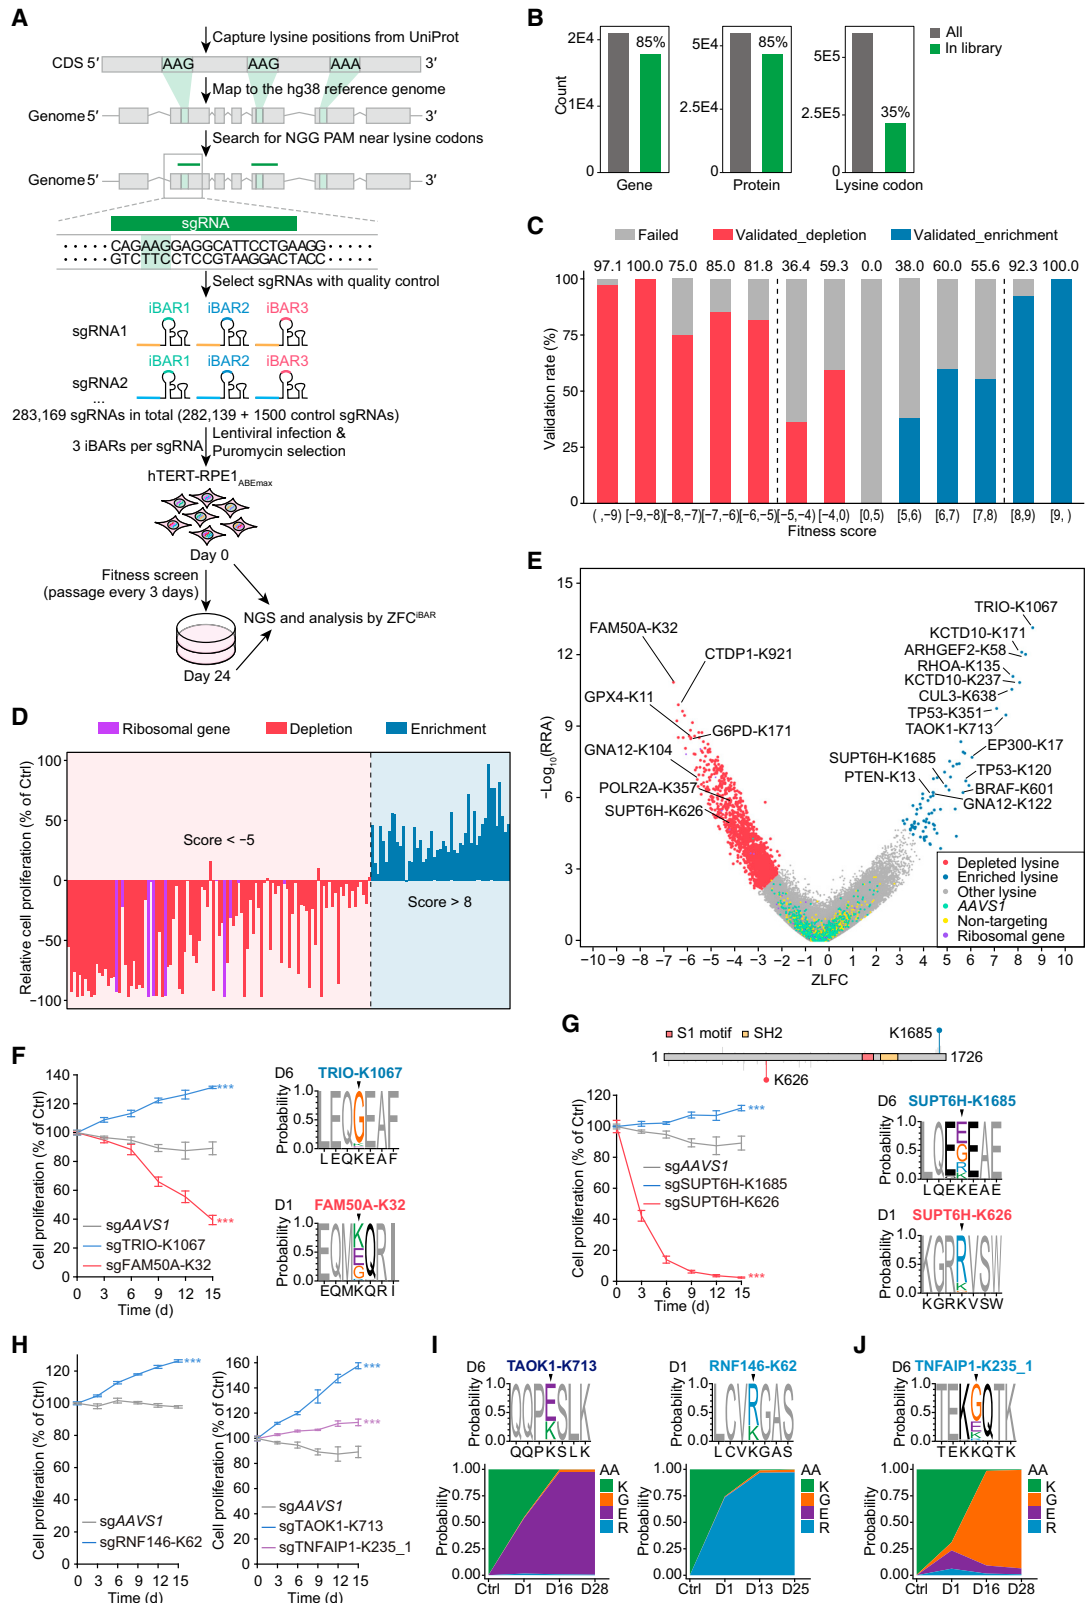 A
Capture lysine positions from UniProt
CDS 5′ AAG AAG AAA 3′
Map to the hg38 reference genome
Genome 5′ 3′
Search for NGG PAM near lysine codons
Genome 5′ 3′
sgRNA
CAGAAGGAGGCATTCCTGAAGG
GTCTTCCTCCGTAAGGACTACC
Select sgRNAs with quality control
iBAR1 iBAR2 iBAR3
sgRNA1
iBAR1 iBAR2 iBAR3
sgRNA2
...
283,169 sgRNAs in total (282,139 + 1500 control sgRNAs)
3 iBARs per sgRNA
Lentiviral infection &
Puromycin selection
hTERT-RPE1ABEmax
Day 0
Fitness screen
(passage every 3 days)
NGS and analysis by ZFCiBAR
Day 24
B
All
In library
Count
2E4
1E4
0
85%
Gene
5E4
2.5E4
0
85%
Protein
5E5
2.5E5
0
35%
Lysine codon
C
Failed Validated_depletion Validated_enrichment
97.1 100.0 75.0 85.0 81.8 36.4 59.3 0.0 38.0 60.0 55.6 92.3 100.0
Validation rate (%)
100
75
50
25
0
( ,−9) [−9,−8) [−8,−7) [−7,−6) [−6,−5) [−5,−4) [−4,0) [0,5) [5,6) [6,7) [7,8) [8,9) [9, )
Fitness score
D
Ribosomal gene Depletion Enrichment
Relative cell proliferation (% of Ctrl)
100
50
0
−50
−100
Score < −5
Score > 8
E
−Log10(RRA)
15
12
9
6
3
0
FAM50A-K32
CTDP1-K921
GPX4-K11
G6PD-K171
GNA12-K104
POLR2A-K357
SUPT6H-K626
TRIO-K1067
KCTD10-K171
ARHGEF2-K58
RHOA-K135
KCTD10-K237
CUL3-K638
TP53-K351
TAOK1-K713
EP300-K17
SUPT6H-K1685
TP53-K120
PTEN-K13
BRAF-K601
GNA12-K122
Depleted lysine
Enriched lysine
Other lysine
AAVS1
Non-targeting
Ribosomal gene
−10 −9 −8 −7 −6 −5 −4 −3 −2 −1 0 1 2 3 4 5 6 7 8 9 10
ZLFC
F
Cell proliferation (% of Ctrl)
140
120
100
80
60
40
20
0
***
***
sgAAVS1
sgTRIO-K1067
sgFAM50A-K32
0 3 6 9 12 15
Time (d)
D6 TRIO-K1067
Probability
1.0
0.5
0.0
LEQGEAF
LEQKEAF
D1 FAM50A-K32
Probability
1.0
0.5
0.0
EQMKQRI
E
G
EQMKQRI
G
S1 motif SH2
K1685
1 1726
K626
Cell proliferation (% of Ctrl)
120
100
80
60
40
20
0
***
***
sgAAVS1
sgSUPT6H-K1685
sgSUPT6H-K626
0 3 6 9 12 15
Time (d)
D6 SUPT6H-K1685
Probability
1.0
0.5
0.0
LQEEEAE
G
R
K
LQEKEAE
D1 SUPT6H-K626
Probability
1.0
0.5
0.0
KGRRVSW
K
KGRKVSW
H
Cell proliferation (% of Ctrl)
120
100
80
60
40
20
0
***
sgAAVS1
sgRNF146-K62
0 3 6 9 12 15
Time (d)
Cell proliferation (% of Ctrl)
160
140
120
100
80
60
40
20
0
***
***
sgAAVS1
sgTAOK1-K713
sgTNFAIP1-K235_1
0 3 6 9 12 15
Time (d)
I
D6 TAOK1-K713
Probability
1.0
0.5
0.0
QQPESLK
K
QQPKSLK
Probability
1.00
0.75
0.50
0.25
0.00
AA
K
G
E
R
Ctrl D1 D16 D28
D1 RNF146-K62
Probability
1.0
0.5
0.0
LCVRGAS
K
LCVKGAS
Probability
1.00
0.75
0.50
0.25
0.00
AA
K
G
E
R
Ctrl D1 D13 D25
J
D6 TNFAIP1-K235_1
Probability
1.0
0.5
0.0
TEKGQTK
E
K
TEKKQTK
Probability
1.00
0.75
0.50
0.25
0.00
AA
K
G
E
R
Ctrl D1 D16 D28